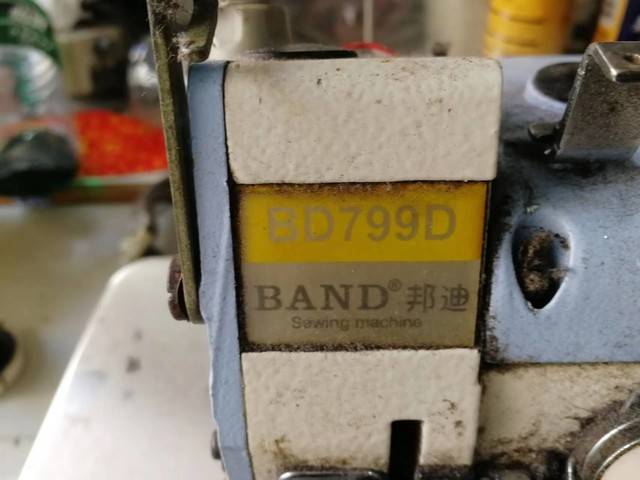 BD799D
BAND® 邦迪
Sewing machine